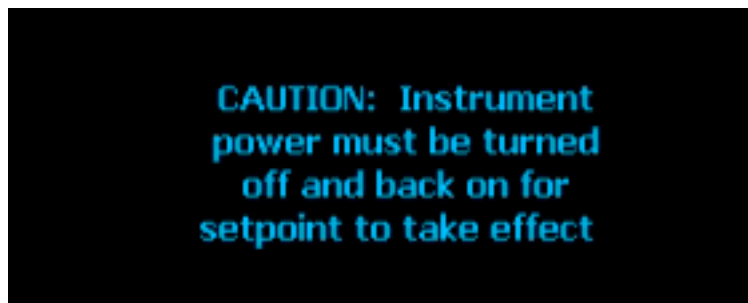 CAUTION: Instrument
power must be turned
off and back on for
setpoint to take effect